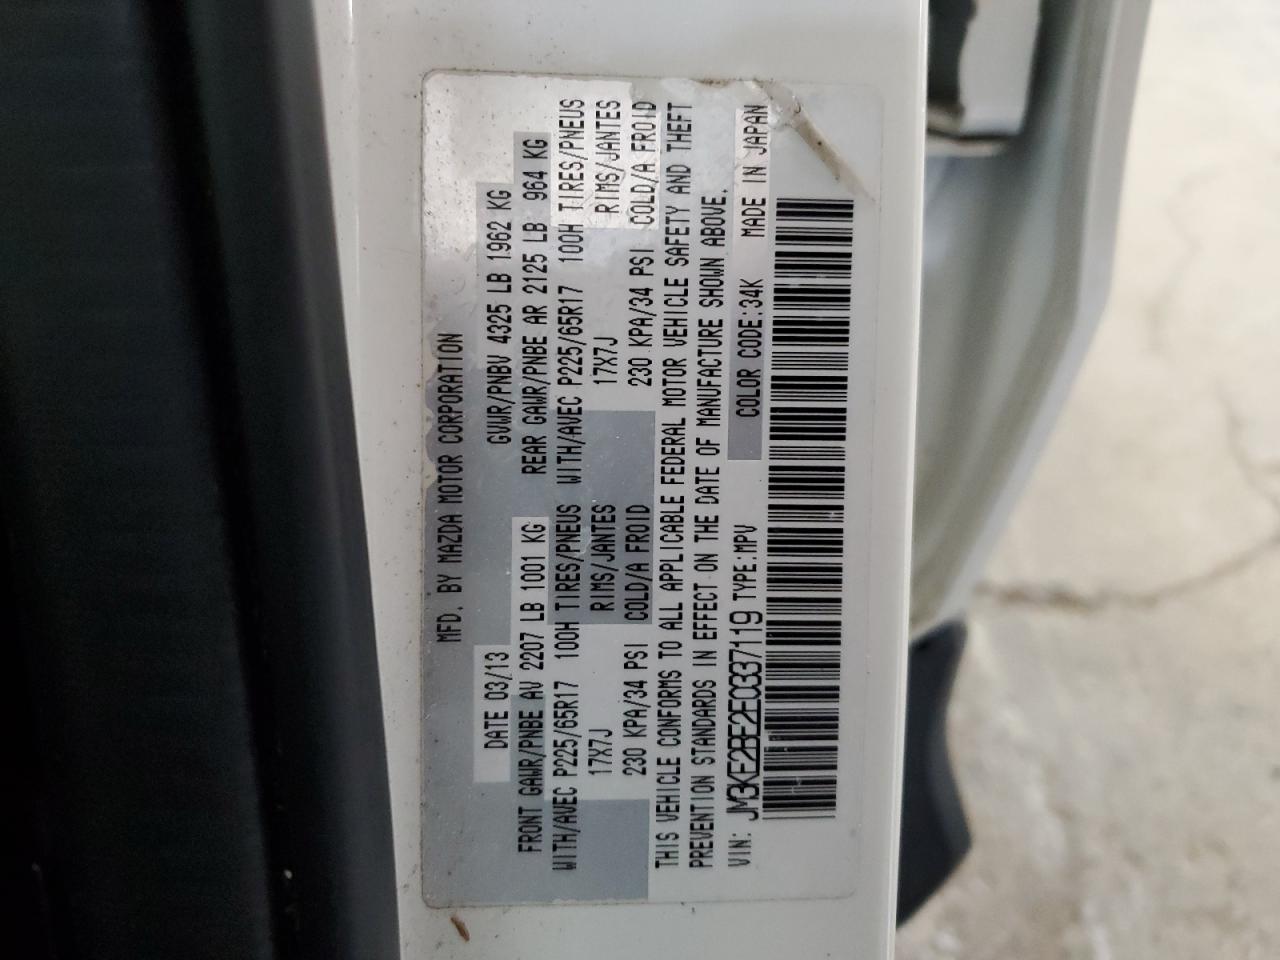 MFD. BY MAZDA MOTOR CORPORATION
DATE 03/13 GVWR/PNBV 4325 LB 1962 KG
FRONT GAWR/PNBE AV 2207 LB 1001 KG REAR GAWR/PNBE AR 2125 LB 964 KG
WITH/AVEC P225/65R17 100H TIRES/PNEUS WITH/AVEC P225/65R17 100H TIRES/PNEUS
17X7J RIMS/JANTES 17X7J RIMS/JANTES
230 KPA/34 PSI COLD/A FROID 230 KPA/34 PSI COLD/A FROID
THIS VEHICLE CONFORMS TO ALL APPLICABLE FEDERAL MOTOR VEHICLE SAFETY AND THEFT
PREVENTION STANDARDS IN EFFECT ON THE DATE OF MANUFACTURE SHOWN ABOVE.
VIN: JM3KE2BE2E0337119 TYPE:MPV COLOR CODE:34K MADE IN JAPAN